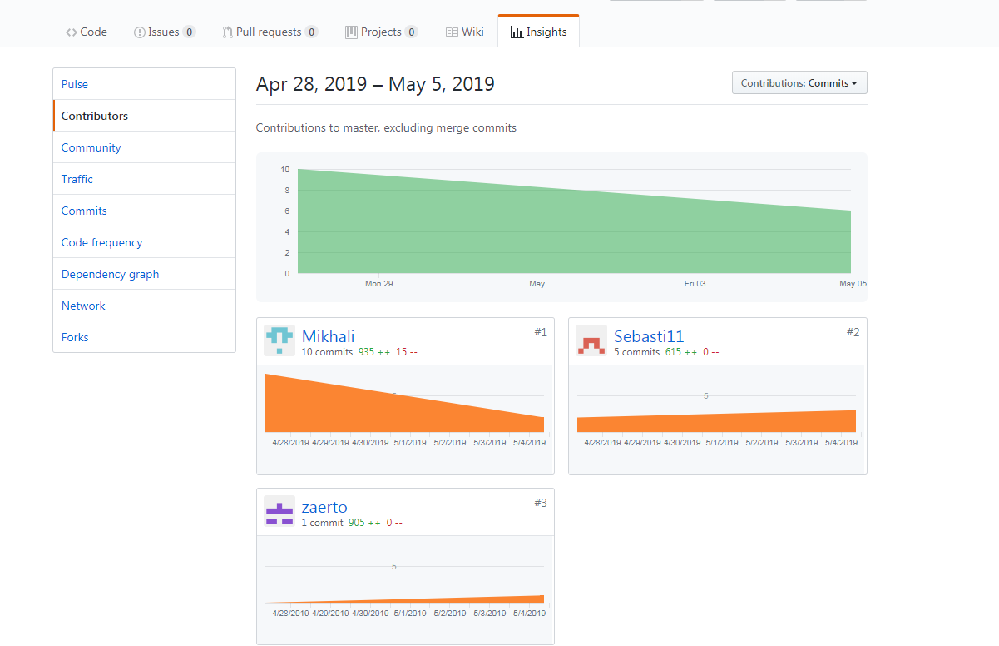 Code Issues 0 Pull requests 0 Projects 0 Wiki Insights
Pulse
Contributors
Community
Traffic
Commits
Code frequency
Dependency graph
Network
Forks
Apr 28, 2019 – May 5, 2019
Contributions: Commits
Contributions to master, excluding merge commits
10
8
6
4
2
0
Mon 29 May Fri 03 May 05
Mikhali #1
10 commits 935 ++ 15 --
5
4/28/2019 4/29/2019 4/30/2019 5/1/2019 5/2/2019 5/3/2019 5/4/2019
Sebasti11 #2
5 commits 615 ++ 0 --
5
4/28/2019 4/29/2019 4/30/2019 5/1/2019 5/2/2019 5/3/2019 5/4/2019
zaerto #3
1 commit 905 ++ 0 --
5
4/28/2019 4/29/2019 4/30/2019 5/1/2019 5/2/2019 5/3/2019 5/4/2019